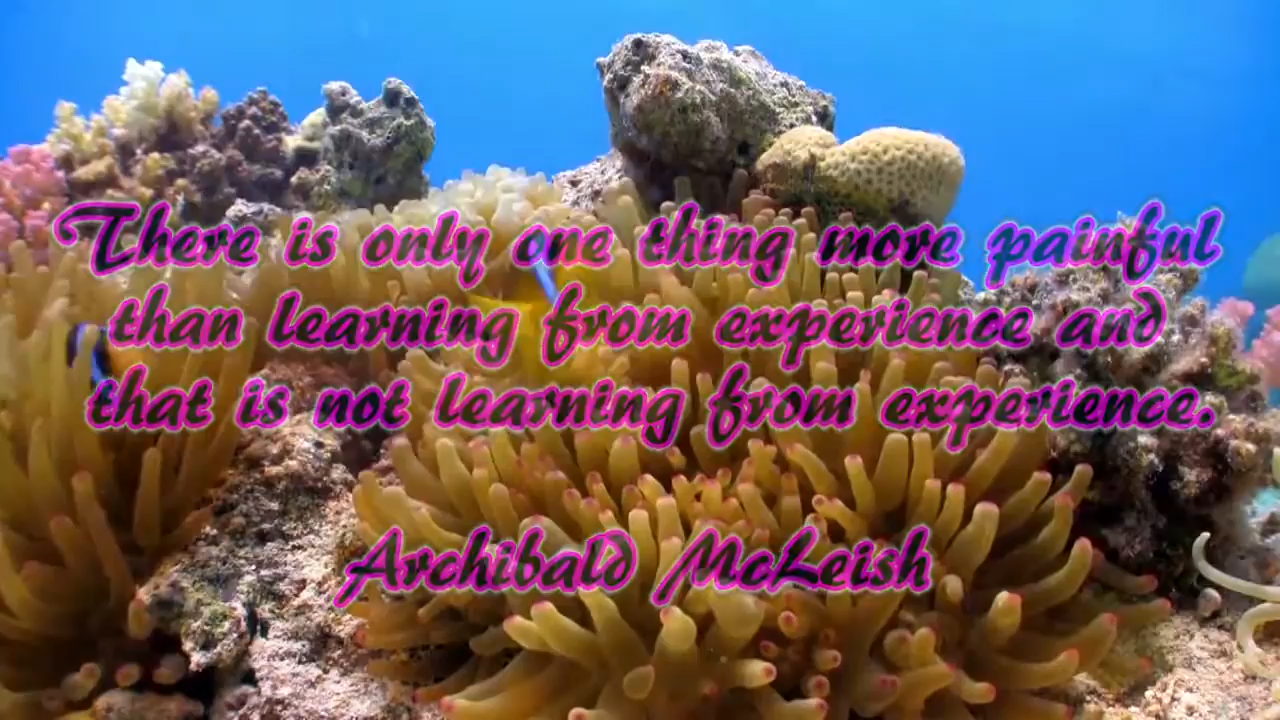 There is only one thing more painful
than learning from experience and
that is not learning from experience.
Archibald McLeish